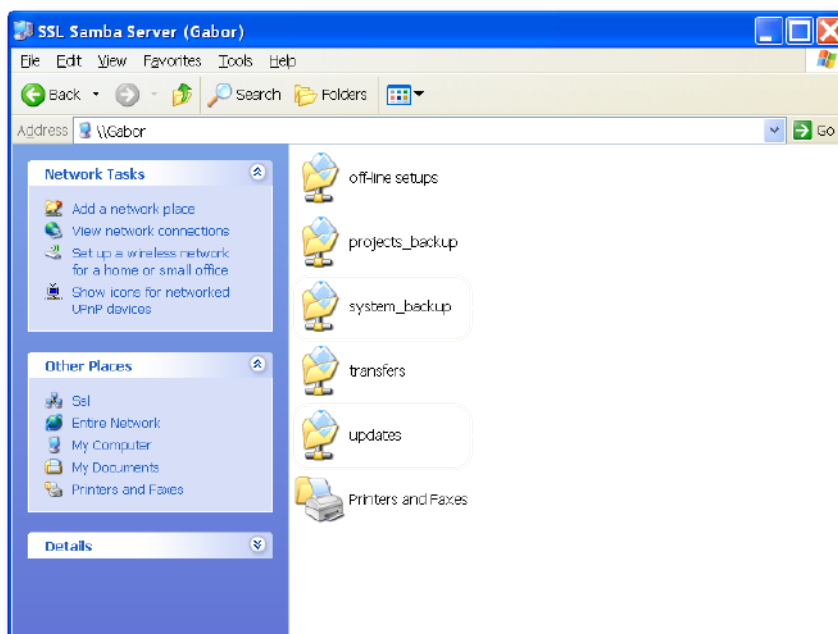 SSL Samba Server (Gabor)
File Edit View Favorites Tools Help
Back Search Folders
Address \\Gabor Go
Network Tasks
Add a network place
View network connections
Set up a wireless network
for a home or small office
Show icons for networked
UPnP devices
Other Places
Ssl
Entire Network
My Computer
My Documents
Printers and Faxes
Details
off-line setups
projects_backup
system_backup
transfers
updates
Printers and Faxes